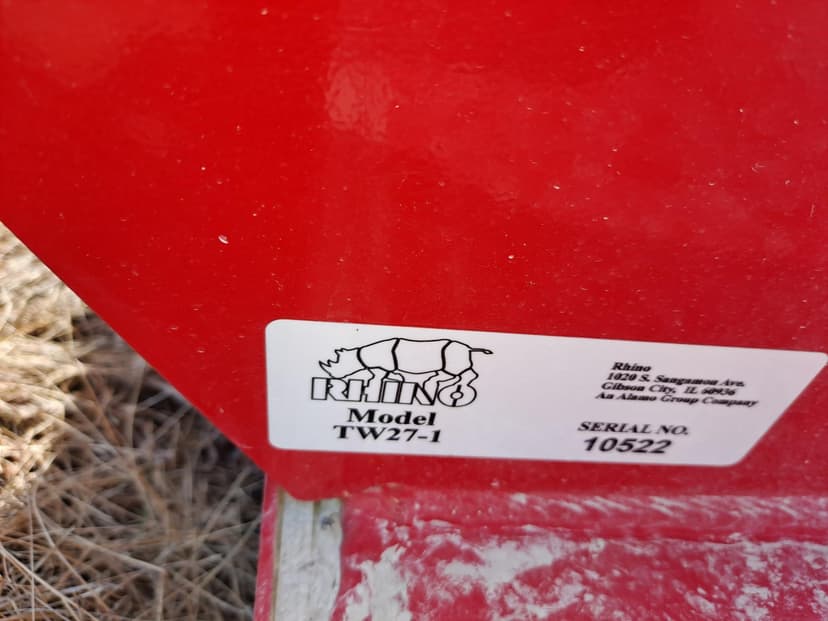 RHINO
Model
TW27-1
Rhino
1020 S. Sangamon Ave.
Gibson City, IL 60936
An Alamo Group Company
SERIAL NO.
10522